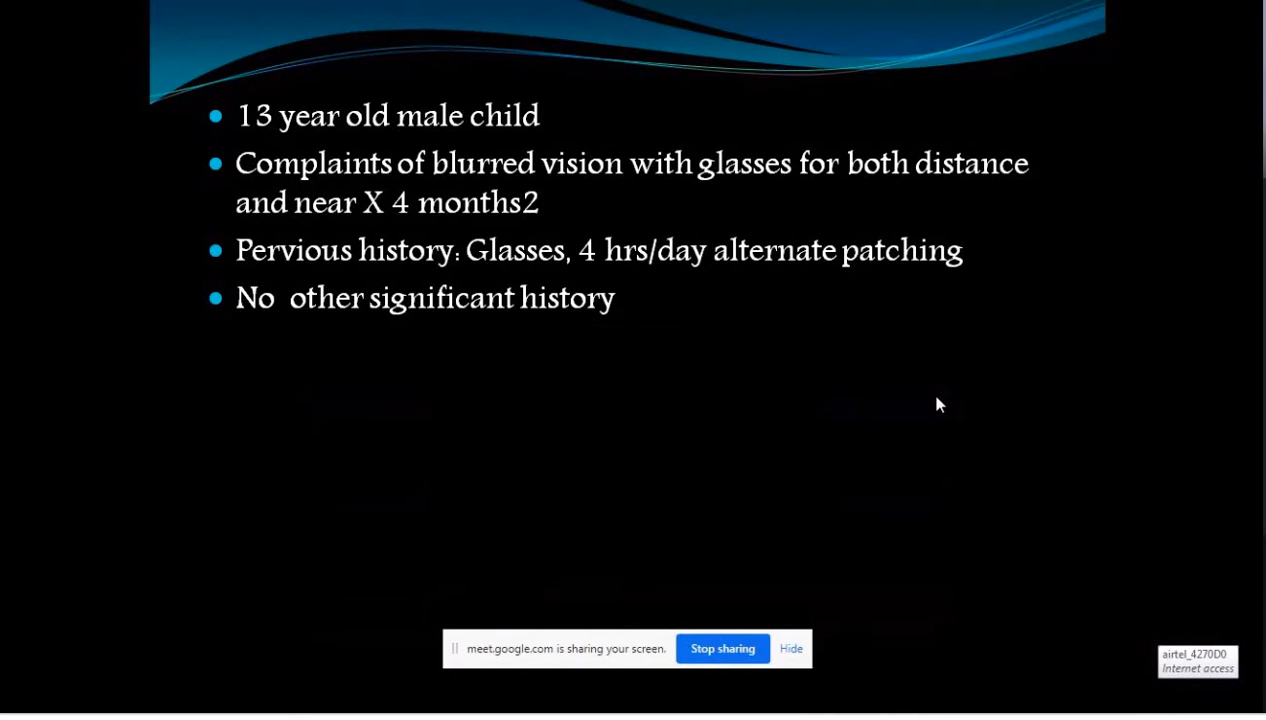 13 year old male child
Complaints of blurred vision with glasses for both distance
and near X 4 months2
Pervious history: Glasses, 4 hrs/day alternate patching
No other significant history
meet.google.com is sharing your screen.
Stop sharing
Hide
airtel_4270D0
Internet access